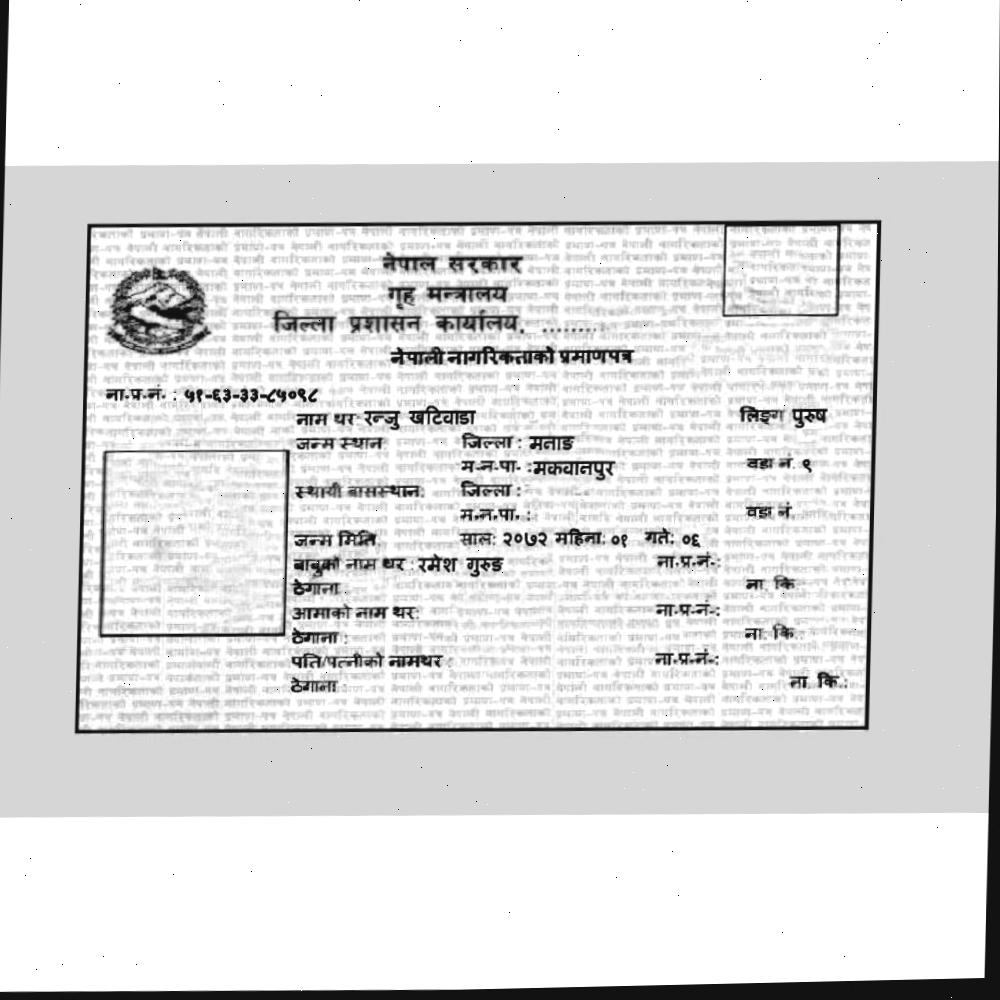 नेपाल सरकार
गृह मन्त्रालय
जिल्ला प्रशासन कार्यालय, ........
नेपाली नागरिकताको प्रमाणपत्र
ना.प्र.नं. : ५१-६३-३३-८५०९८
नाम थर रन्जु खटिवाडा लिङ्ग पुरुष
जन्म स्थान जिल्ला : मनाङ
म.न.पा. : मकवानपुर वडा नं. ९
स्थायी बासस्थान: जिल्ला :
म.न.पा. : वडा नं.
जन्म मिति: साल: २०७२ महिना: ०१ गते: ०६
बाबुको नाम थर : रमेश गुरुङ ना.प्र.नं.:
ठेगाना : ना. कि.:
आमाको नाम थर: ना.प्र.नं.:
ठेगाना : ना. कि.:
पति/पत्नीको नामथर : ना.प्र.नं.:
ठेगाना : ना. कि.: